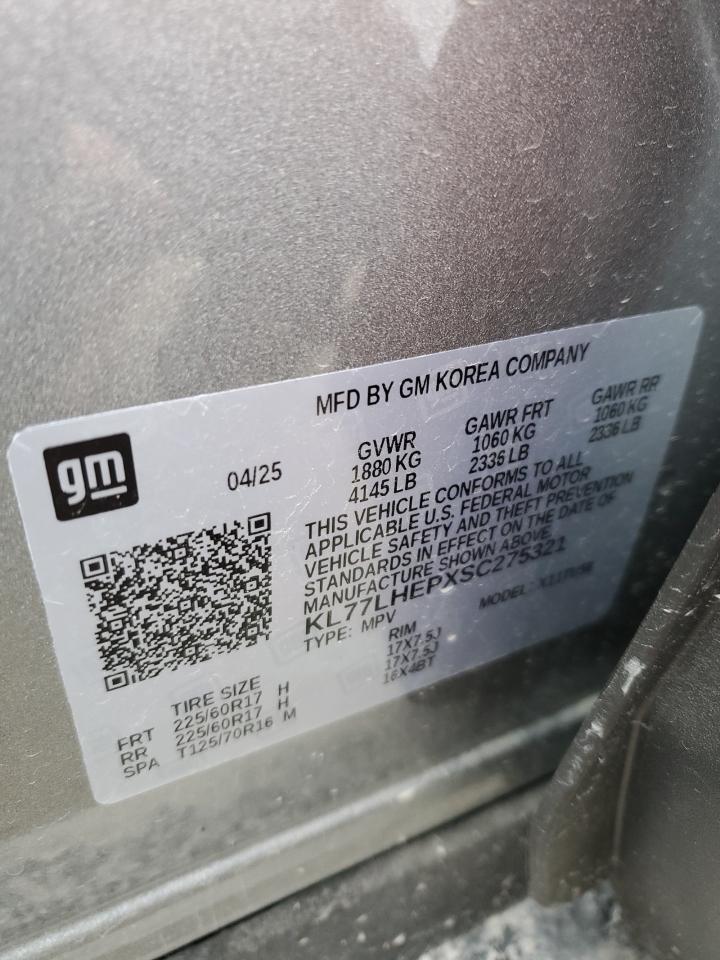 MFD BY GM KOREA COMPANY
gm
04/25
GVWR
1880 KG
4145 LB
GAWR FRT
1060 KG
2336 LB
GAWR RR
1060 KG
2336 LB
THIS VEHICLE CONFORMS TO ALL
APPLICABLE U.S. FEDERAL MOTOR
VEHICLE SAFETY AND THEFT PREVENTION
STANDARDS IN EFFECT ON THE DATE OF
MANUFACTURE SHOWN ABOVE
KL77LHEPXSC275321
TYPE: MPV
MODEL:
TIRE SIZE RIM
FRT 225/60R17 H 17X7.5J
RR 225/60R17 H 17X7.5J
SPA T125/70R16 M 16X4BT